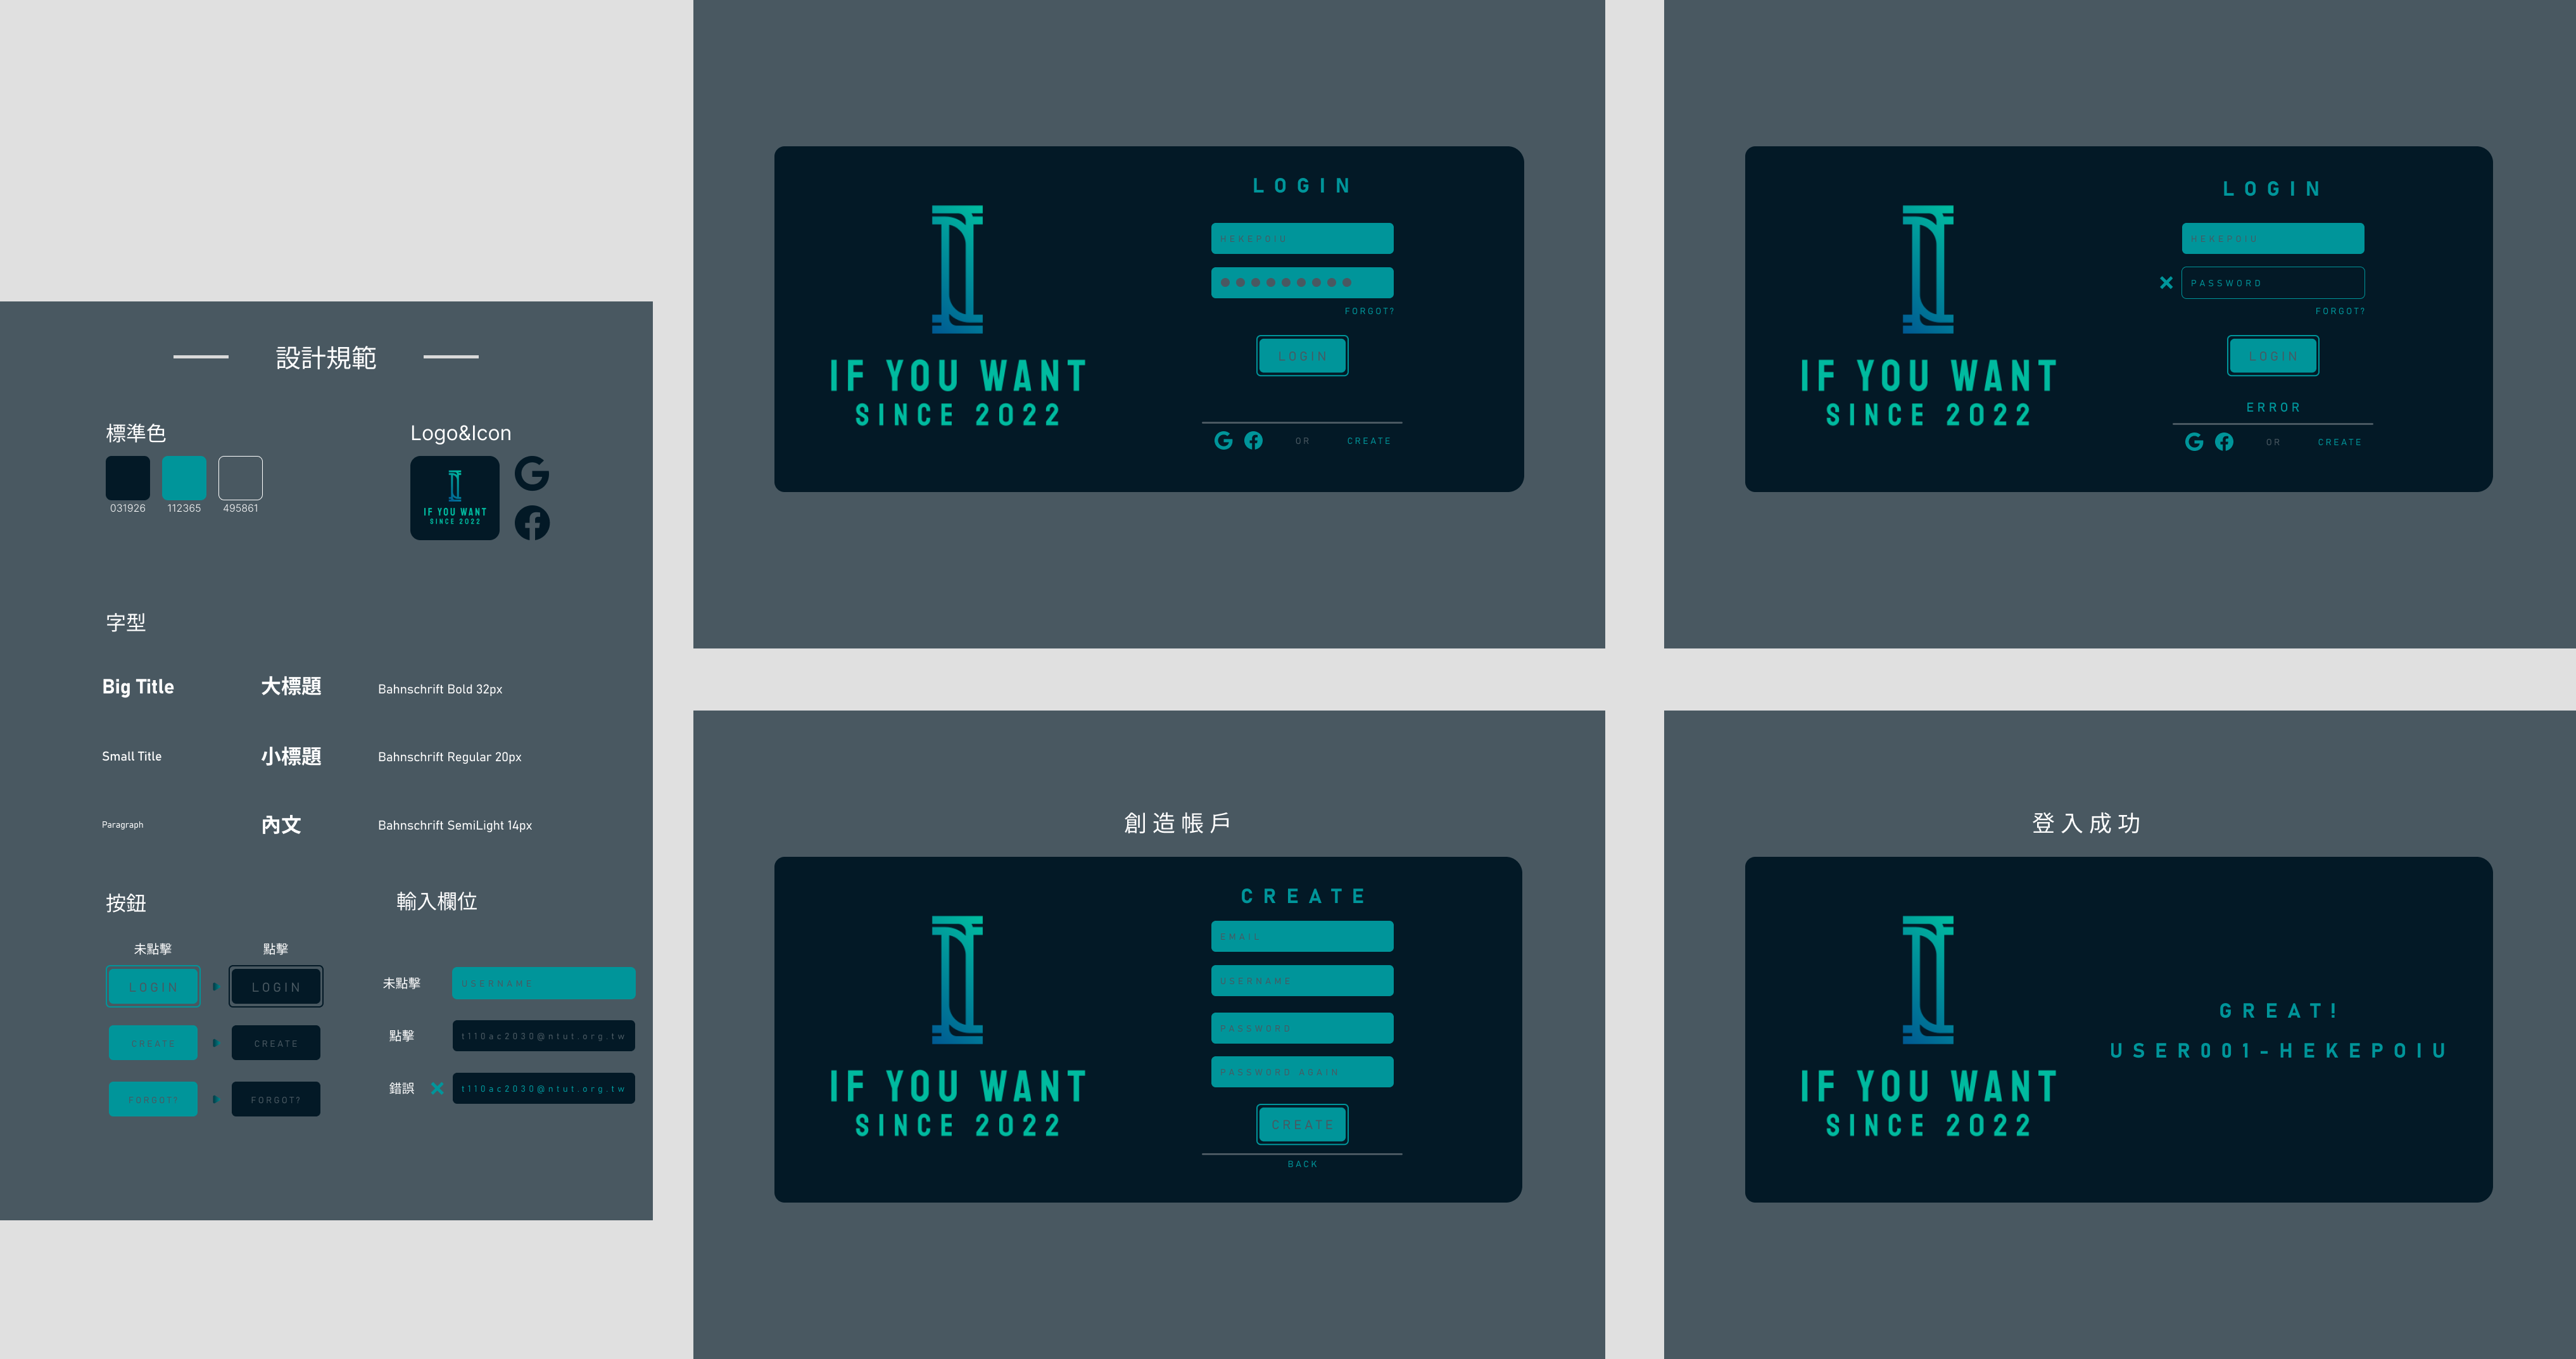 設計規範
標準色
031926
112365
495861
Logo&Icon
IF YOU WANT
SINCE 2022
字型
Big Title
大標題
Bahnschrift Bold 32px
Small Title
小標題
Bahnschrift Regular 20px
Paragraph
內文
Bahnschrift SemiLight 14px
按鈕
未點擊
點擊
LOGIN
LOGIN
CREATE
CREATE
FORGOT?
FORGOT?
輸入欄位
未點擊
USERNAME
點擊
t110ac2030@ntut.org.tw
錯誤
t110ac2030@ntut.org.tw
IF YOU WANT
SINCE 2022
LOGIN
HEKEPOIU
FORGOT?
LOGIN
OR
CREATE
IF YOU WANT
SINCE 2022
LOGIN
HEKEPOIU
PASSWORD
FORGOT?
LOGIN
ERROR
OR
CREATE
創造帳戶
IF YOU WANT
SINCE 2022
CREATE
EMAIL
USERNAME
PASSWORD
PASSWORD AGAIN
CREATE
BACK
登入成功
IF YOU WANT
SINCE 2022
GREAT!
USER001-HEKEPOIU